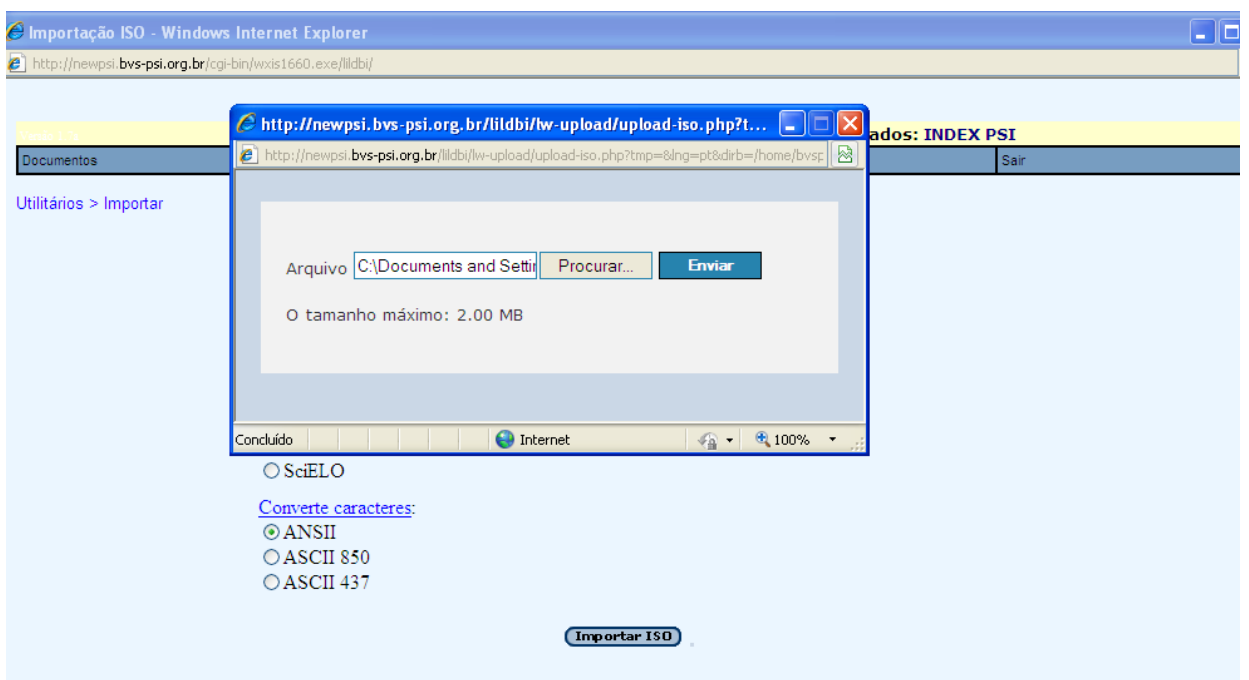 Importação ISO - Windows Internet Explorer
http://newpsi.bvs-psi.org.br/cgi-bin/wxis1660.exe/lildbi/
http://newpsi.bvs-psi.org.br/lildbi/lw-upload/upload-iso.php?t...
ados: INDEX PSI
http://newpsi.bvs-psi.org.br/lildbi/lw-upload/upload-iso.php?tmp=&lng=pt&dirb=/home/bvsp
Documentos
Sair
Utilitários > Importar
Arquivo C:\Documents and Settin Procurar... Enviar
O tamanho máximo: 2.00 MB
Concluído Internet 100%
SciELO
Converte caracteres:
ANSII
ASCII 850
ASCII 437
Importar ISO